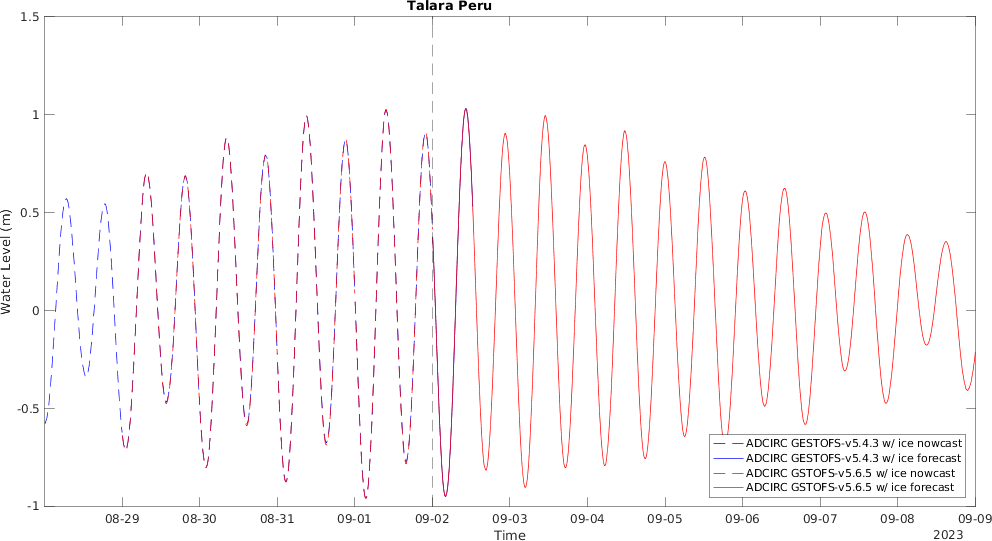 Talara Peru
1.5
1
0.5
0
-0.5
-1
Water Level (m)
ADCIRC GESTOFS-v5.4.3 w/ ice nowcast
ADCIRC GESTOFS-v5.4.3 w/ ice forecast
ADCIRC GSTOFS-v5.6.5 w/ ice nowcast
ADCIRC GSTOFS-v5.6.5 w/ ice forecast
08-29 08-30 08-31 09-01 09-02 09-03 09-04 09-05 09-06 09-07 09-08 09-09
Time
2023